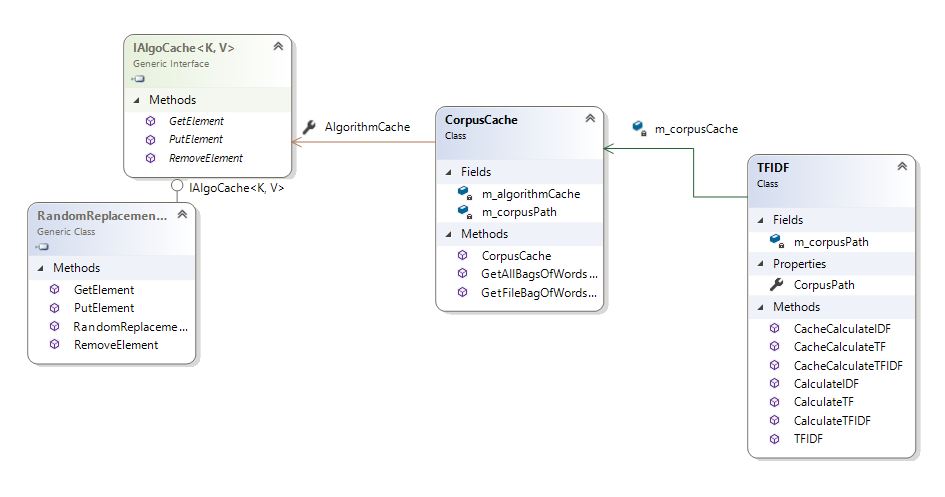 IAlgoCache<K, V>
Generic Interface
Methods
GetElement
PutElement
RemoveElement
IAlgoCache<K, V>
RandomReplacemen...
Generic Class
Methods
GetElement
PutElement
RandomReplaceme...
RemoveElement
AlgorithmCache
CorpusCache
Class
Fields
m_algorithmCache
m_corpusPath
Methods
CorpusCache
GetAllBagsOfWords...
GetFileBagOfWords...
m_corpusCache
TFIDF
Class
Fields
m_corpusPath
Properties
CorpusPath
Methods
CacheCalculateIDF
CacheCalculateTF
CacheCalculateTFIDF
CalculateIDF
CalculateTF
CalculateTFIDF
TFIDF